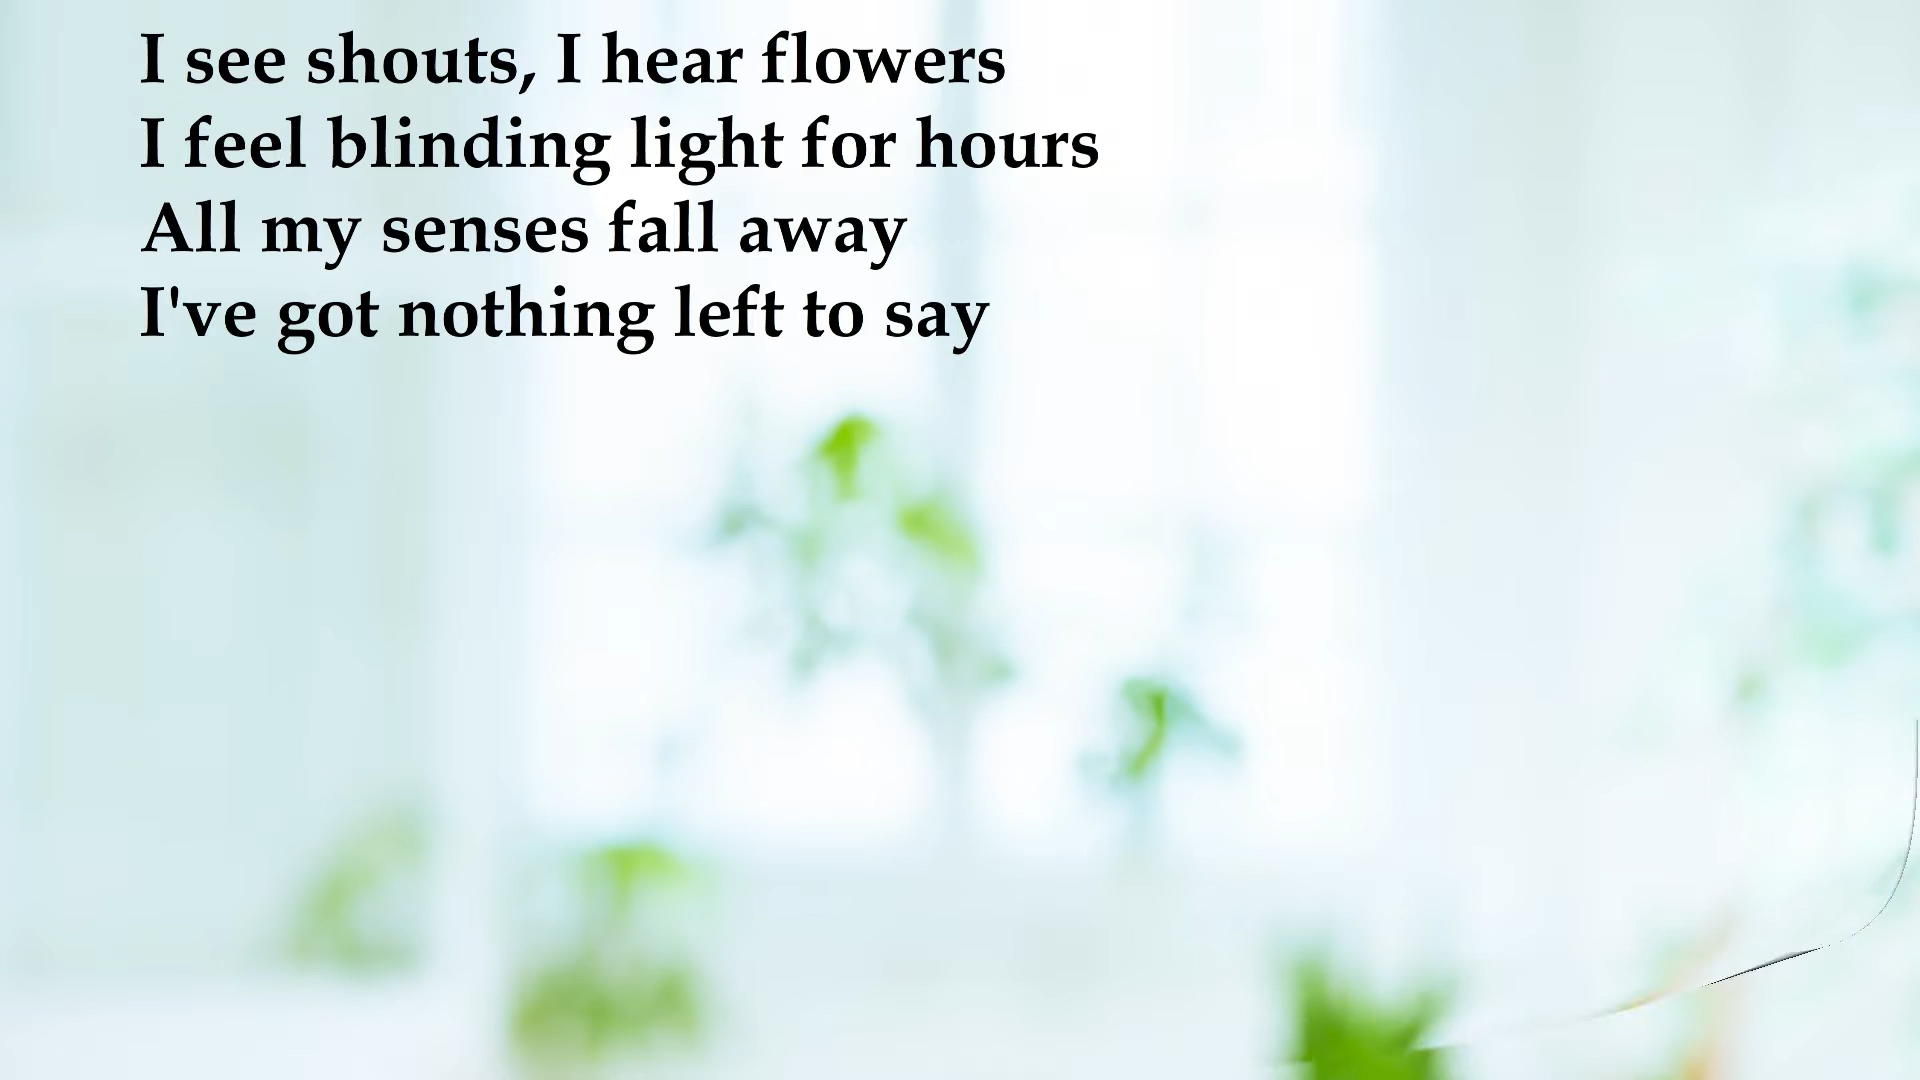 I see shouts, I hear flowers
I feel blinding light for hours
All my senses fall away
I've got nothing left to say